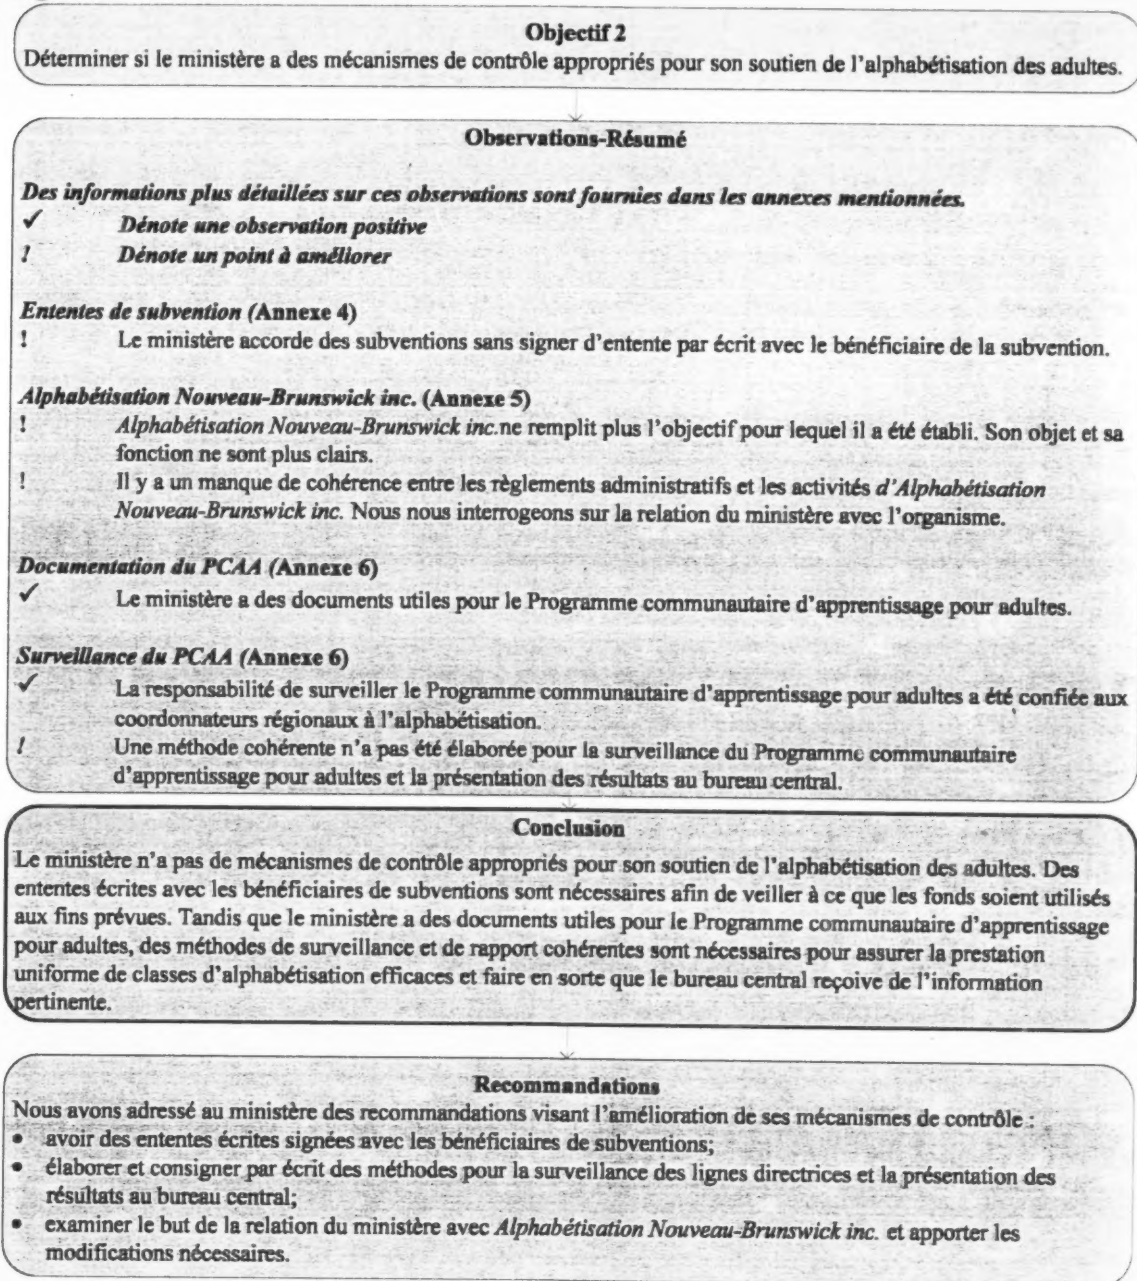 Objectif 2
Déterminer si le ministère a des mécanismes de contrôle appropriés pour son soutien de l'alphabétisation des adultes.
Observations-Résumé
Des informations plus détaillées sur ces observations sont fournies dans les annexes mentionnées.
✓ Dénote une observation positive
! Dénote un point à améliorer
Ententes de subvention (Annexe 4)
! Le ministère accorde des subventions sans signer d'entente par écrit avec le bénéficiaire de la subvention.
Alphabétisation Nouveau-Brunswick inc. (Annexe 5)
! Alphabétisation Nouveau-Brunswick inc.ne remplit plus l'objectif pour lequel il a été établi. Son objet et sa
fonction ne sont plus clairs.
! Il y a un manque de cohérence entre les règlements administratifs et les activités d'Alphabétisation
Nouveau-Brunswick inc. Nous nous interrogeons sur la relation du ministère avec l'organisme.
Documentation du PCAA (Annexe 6)
✓ Le ministère a des documents utiles pour le Programme communautaire d'apprentissage pour adultes.
Surveillance du PCAA (Annexe 6)
✓ La responsabilité de surveiller le Programme communautaire d'apprentissage pour adultes a été confiée aux
coordonnateurs régionaux à l'alphabétisation.
! Une méthode cohérente n'a pas été élaborée pour la surveillance du Programme communautaire
d'apprentissage pour adultes et la présentation des résultats au bureau central.
Conclusion
Le ministère n'a pas de mécanismes de contrôle appropriés pour son soutien de l'alphabétisation des adultes. Des
ententes écrites avec les bénéficiaires de subventions sont nécessaires afin de veiller à ce que les fonds soient utilisés
aux fins prévues. Tandis que le ministère a des documents utiles pour le Programme communautaire d'apprentissage
pour adultes, des méthodes de surveillance et de rapport cohérentes sont nécessaires pour assurer la prestation
uniforme de classes d'alphabétisation efficaces et faire en sorte que le bureau central reçoive de l'information
pertinente.
Recommandations
Nous avons adressé au ministère des recommandations visant l'amélioration de ses mécanismes de contrôle :
• avoir des ententes écrites signées avec les bénéficiaires de subventions;
• élaborer et consigner par écrit des méthodes pour la surveillance des lignes directrices et la présentation des
résultats au bureau central;
• examiner le but de la relation du ministère avec Alphabétisation Nouveau-Brunswick inc. et apporter les
modifications nécessaires.